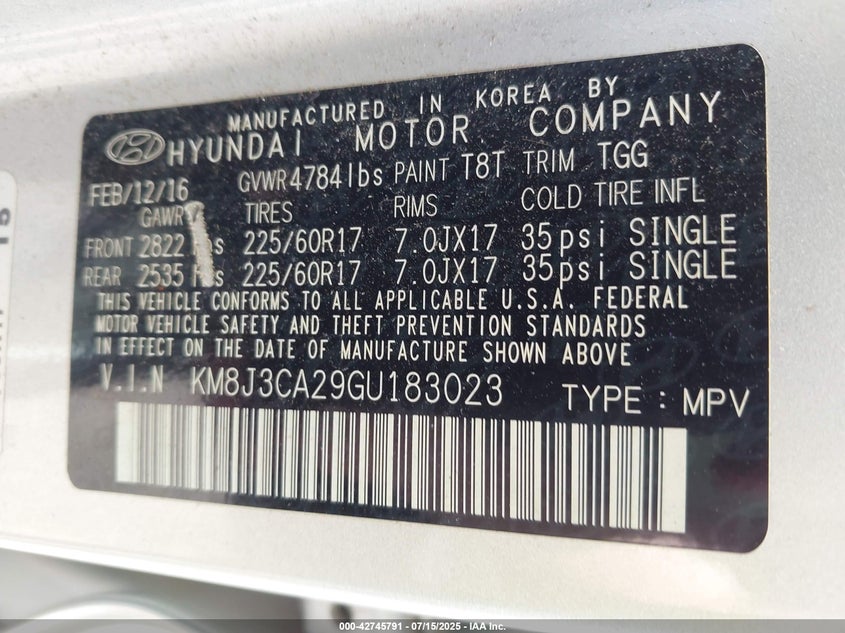 MANUFACTURED IN KOREA BY
HYUNDAI MOTOR COMPANY
FEB/12/16 GVWR 4784lbs PAINT T8T TRIM TGG
GAWR TIRES RIMS COLD TIRE INFL
FRONT 2822 225/60R17 7.0JX17 35psi SINGLE
REAR 2535 225/60R17 7.0JX17 35psi SINGLE
THIS VEHICLE CONFORMS TO ALL APPLICABLE U.S.A. FEDERAL
MOTOR VEHICLE SAFETY AND THEFT PREVENTION STANDARDS
IN EFFECT ON THE DATE OF MANUFACTURE SHOWN ABOVE
V.I.N KM8J3CA29GU183023 TYPE : MPV
000-42745791 - 07/15/2025 - IAA Inc.